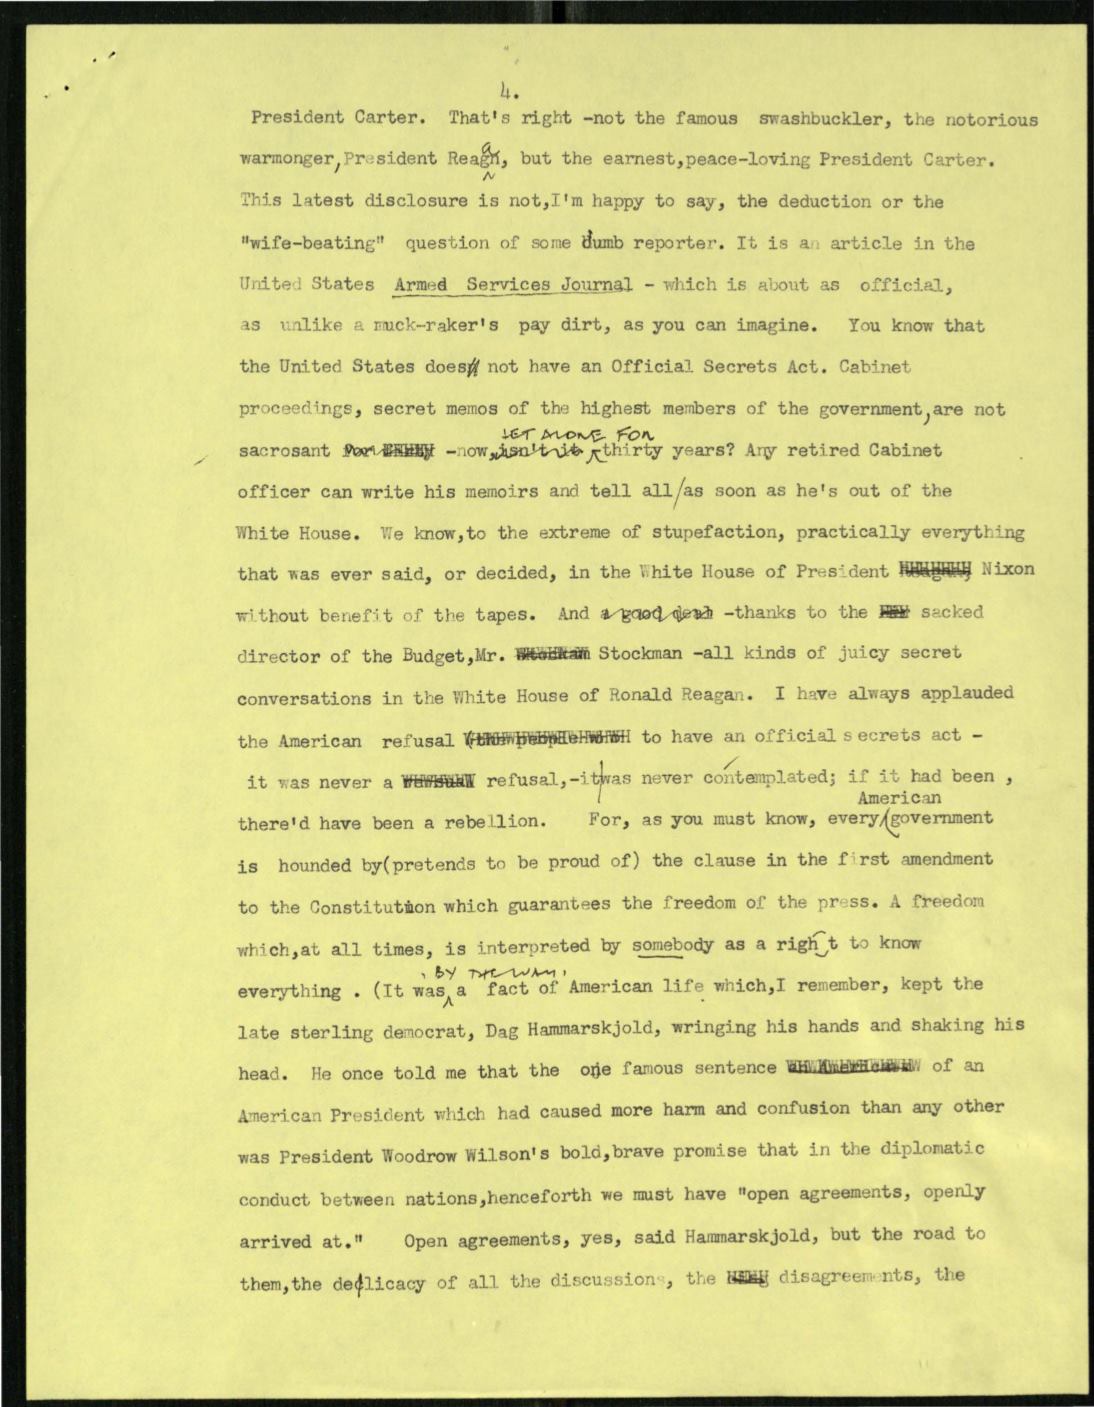 4.
President Carter. That's right -not the famous swashbuckler, the notorious
warmonger, President Reagan, but the earnest,peace-loving President Carter.
This latest disclosure is not,I'm happy to say, the deduction or the
"wife-beating" question of some dumb reporter. It is an article in the
United States Armed Services Journal - which is about as official,
as unlike a muck-raker's pay dirt, as you can imagine. You know that
the United States does not have an Official Secrets Act. Cabinet
proceedings, secret memos of the highest members of the government, are not
LET ALONE FOR
sacrosant for -now, isn't it thirty years? Any retired Cabinet
officer can write his memoirs and tell all/as soon as he's out of the
White House. We know,to the extreme of stupefaction, practically everything
that was ever said, or decided, in the White House of President Nixon
without benefit of the tapes. And a good deal -thanks to the sacked
director of the Budget,Mr. Stockman -all kinds of juicy secret
conversations in the White House of Ronald Reagan. I have always applauded
the American refusal to have an official secrets act -
it was never a refusal,-it was never contemplated; if it had been ,
American
there'd have been a rebellion. For, as you must know, every government
is hounded by(pretends to be proud of) the clause in the first amendment
to the Constitution which guarantees the freedom of the press. A freedom
which,at all times, is interpreted by somebody as a right to know
, BY THE WAY,
everything . (It was a fact of American life which,I remember, kept the
late sterling democrat, Dag Hammarskjold, wringing his hands and shaking his
head. He once told me that the one famous sentence of an
American President which had caused more harm and confusion than any other
was President Woodrow Wilson's bold,brave promise that in the diplomatic
conduct between nations,henceforth we must have "open agreements, openly
arrived at." Open agreements, yes, said Hammarskjold, but the road to
them,the delicacy of all the discussions, the disagreements, the